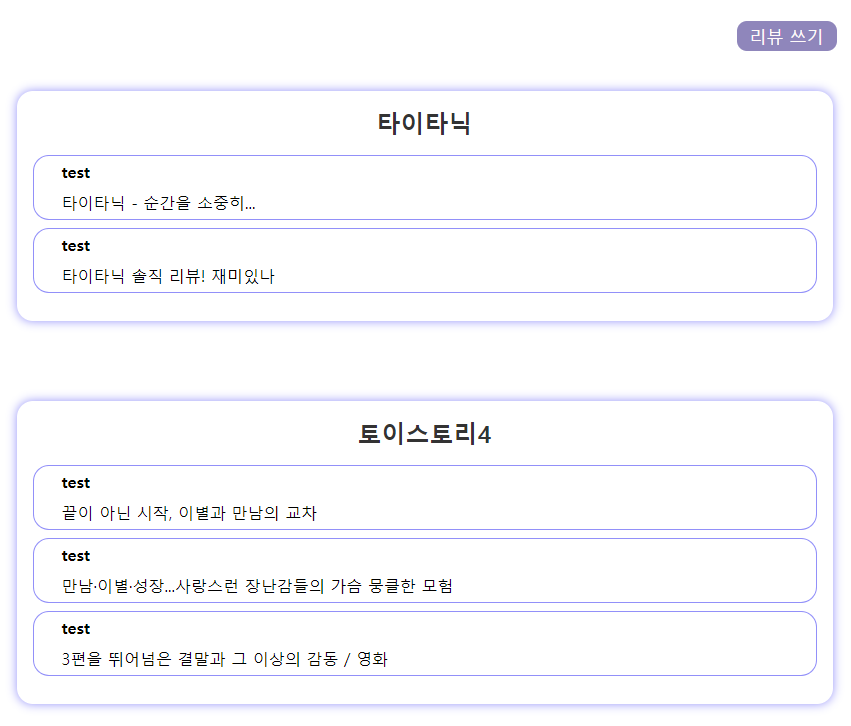 리뷰 쓰기
타이타닉
test
타이타닉 - 순간을 소중히...
test
타이타닉 솔직 리뷰! 재미있나
토이스토리4
test
끝이 아닌 시작, 이별과 만남의 교차
test
만남·이별·성장...사랑스런 장난감들의 가슴 뭉클한 모험
test
3편을 뛰어넘은 결말과 그 이상의 감동 / 영화